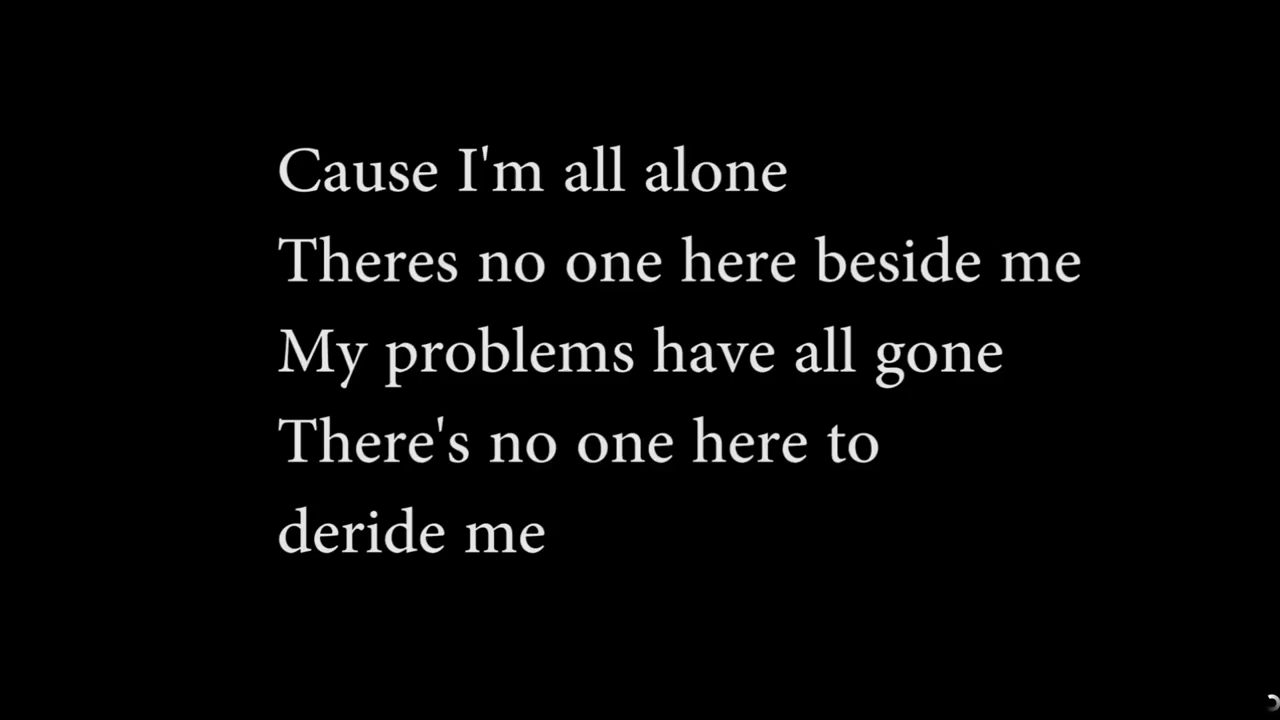 Cause I'm all alone
Theres no one here beside me
My problems have all gone
There's no one here to
deride me